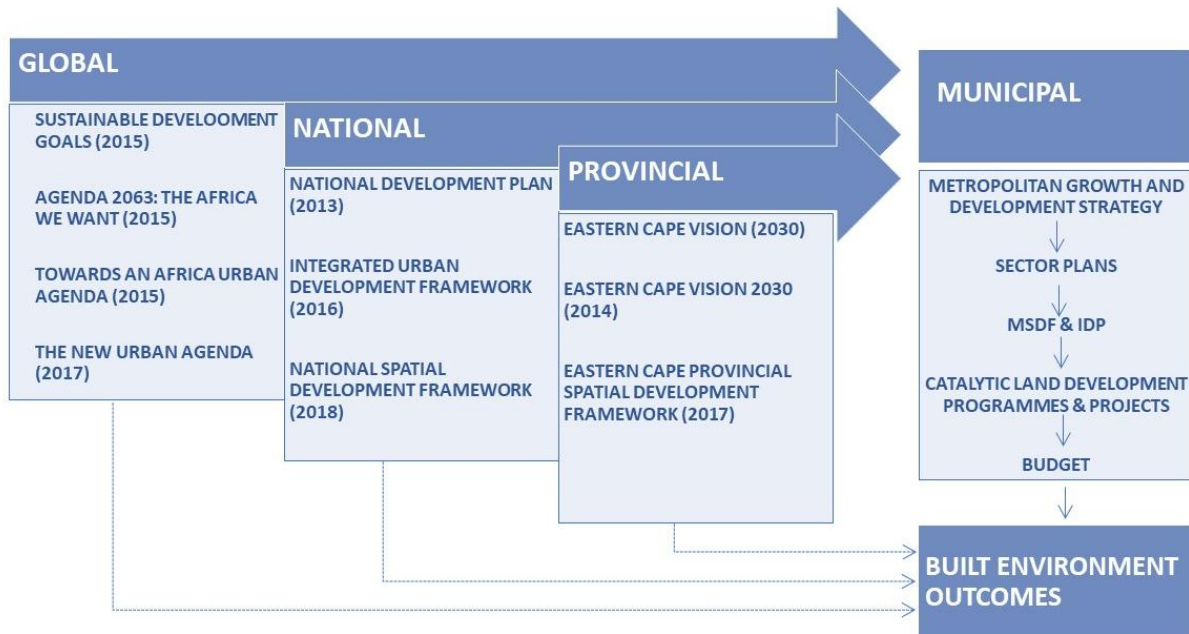 GLOBAL
SUSTAINABLE DEVELOOMENT
GOALS (2015)
AGENDA 2063: THE AFRICA
WE WANT (2015)
TOWARDS AN AFRICA URBAN
AGENDA (2015)
THE NEW URBAN AGENDA
(2017)
NATIONAL
NATIONAL DEVELOPMENT PLAN
(2013)
INTEGRATED URBAN
DEVELOPMENT FRAMEWORK
(2016)
NATIONAL SPATIAL
DEVELOPMENT FRAMEWORK
(2018)
PROVINCIAL
EASTERN CAPE VISION (2030)
EASTERN CAPE VISION 2030
(2014)
EASTERN CAPE PROVINCIAL
SPATIAL DEVELOPMENT
FRAMEWORK (2017)
MUNICIPAL
METROPOLITAN GROWTH AND
DEVELOPMENT STRATEGY
SECTOR PLANS
MSDF & IDP
CATALYTIC LAND DEVELOPMENT
PROGRAMMES & PROJECTS
BUDGET
BUILT ENVIRONMENT
OUTCOMES